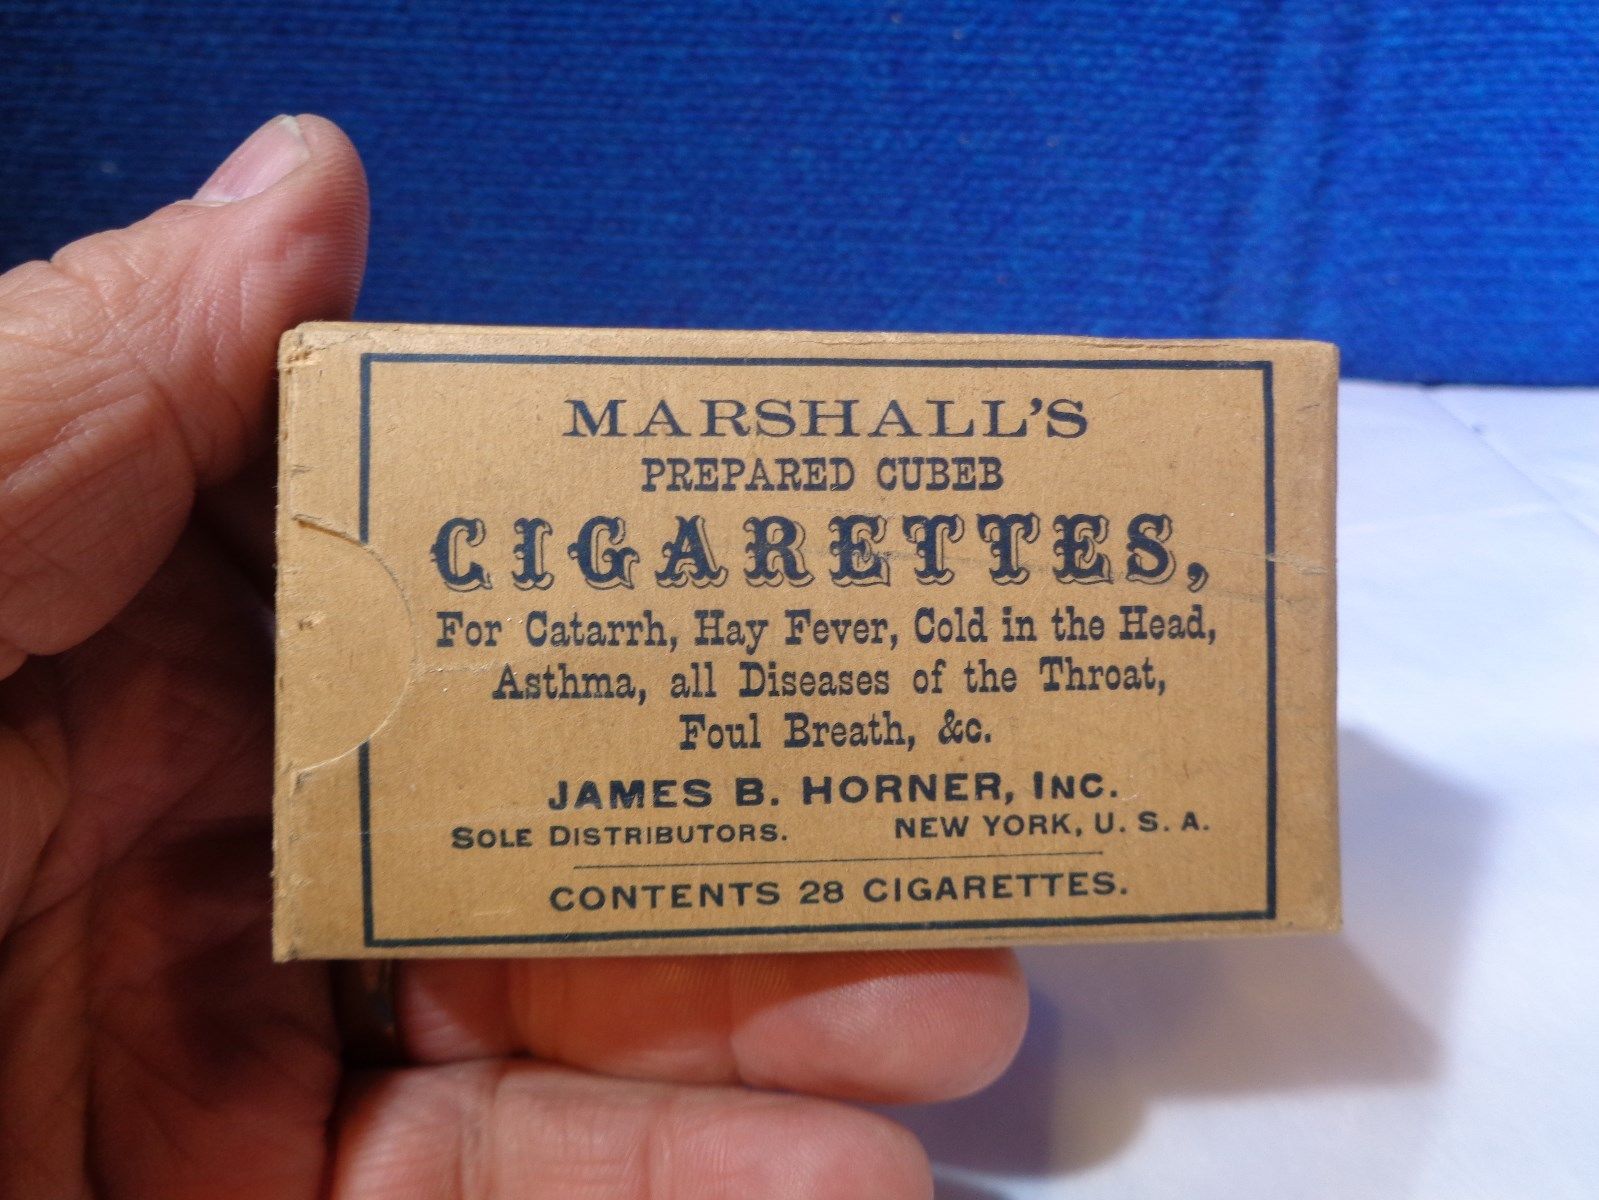 MARSHALL'S
PREPARED CUBEB
CIGARETTES,
For Catarrh, Hay Fever, Cold in the Head,
Asthma, all Diseases of the Throat,
Foul Breath, &c.
JAMES B. HORNER, INC.
SOLE DISTRIBUTORS. NEW YORK, U. S. A.
CONTENTS 28 CIGARETTES.